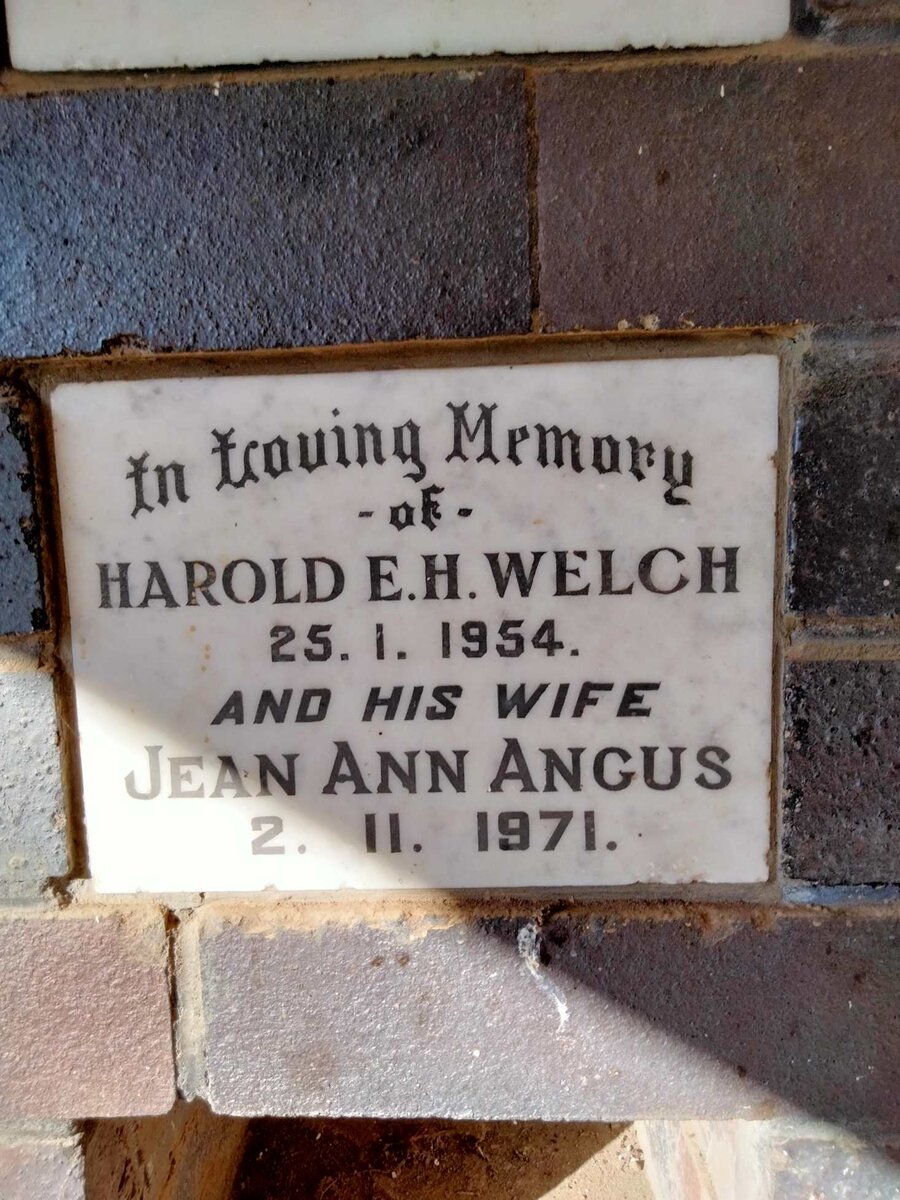 In Loving Memory
- of -
HAROLD E.H. WELCH
25. 1. 1954.
AND HIS WIFE
JEAN ANN ANGUS
2. 11. 1971.